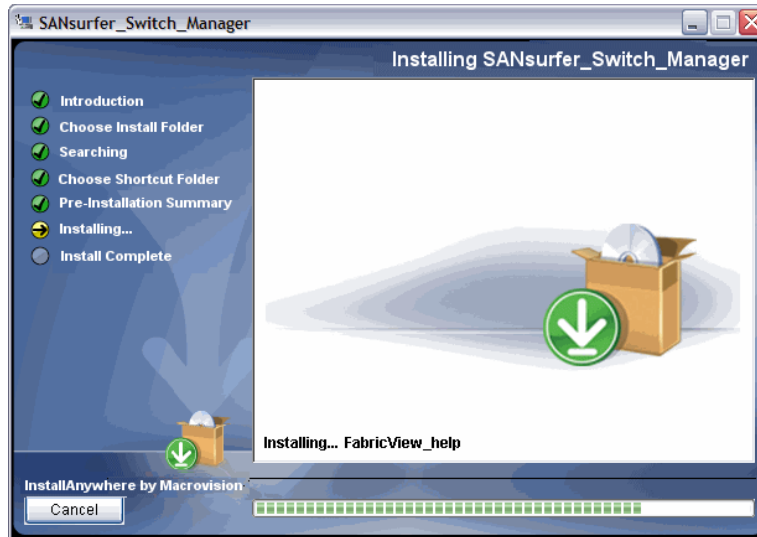 SANsurfer_Switch_Manager
Installing SANsurfer_Switch_Manager
Introduction
Choose Install Folder
Searching
Choose Shortcut Folder
Pre-Installation Summary
Installing...
Install Complete
Installing... FabricView_help
InstallAnywhere by Macrovision
Cancel